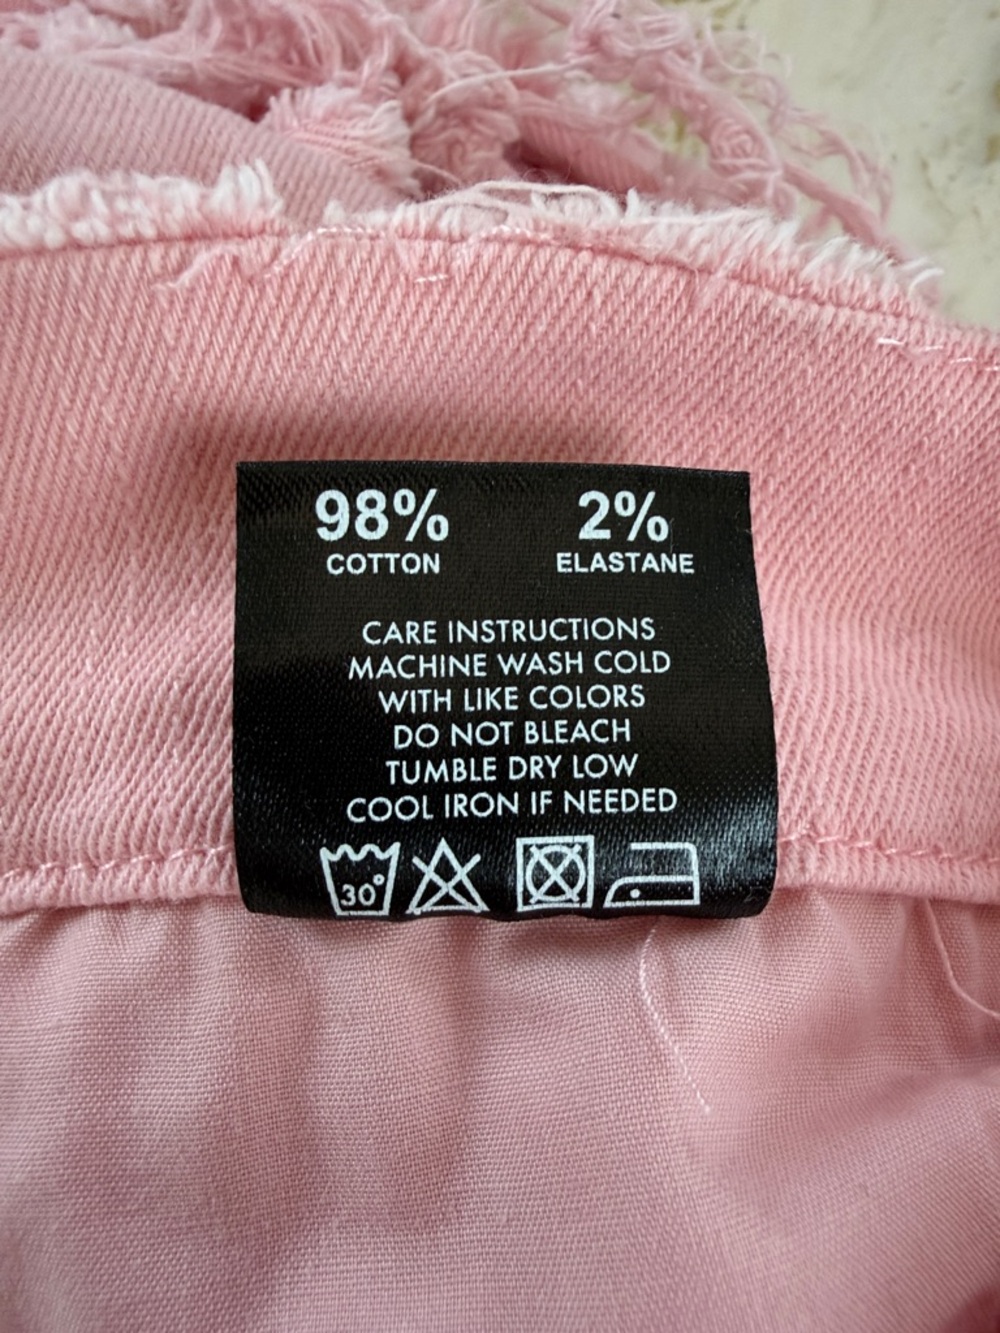 98% 2%
COTTON ELASTANE
CARE INSTRUCTIONS
MACHINE WASH COLD
WITH LIKE COLORS
DO NOT BLEACH
TUMBLE DRY LOW
COOL IRON IF NEEDED
30°